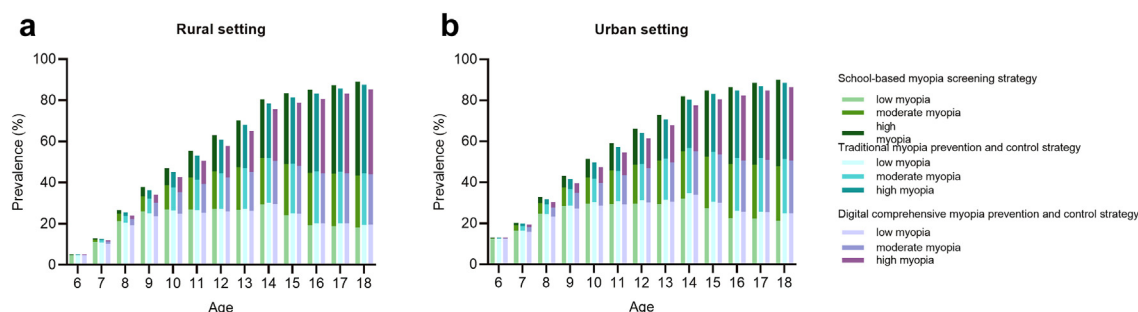 a
Rural setting
Prevalence (%)
100
80
60
40
20
0
6 7 8 9 10 11 12 13 14 15 16 17 18
Age
b
Urban setting
Prevalence (%)
100
80
60
40
20
0
6 7 8 9 10 11 12 13 14 15 16 17 18
Age
School-based myopia screening strategy
low myopia
moderate myopia
high
myopia
Traditional myopia prevention and control strategy
low myopia
moderate myopia
high myopia
Digital comprehensive myopia prevention and control strategy
low myopia
moderate myopia
high myopia